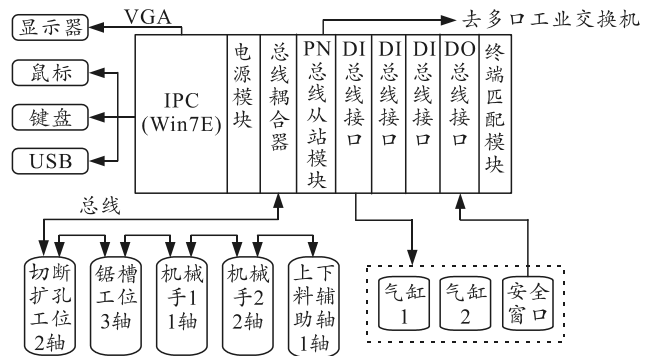 显示器
VGA
去多口工业交换机
鼠标
键盘
USB
IPC
(Win7E)
电源模块
总线耦合器
PN总线从站模块
DI总线接口
DI总线接口
DI总线接口
DO总线接口
终端匹配模块
总线
切断
扩孔
工位
2轴
锯槽
工位
3轴
机械
手1
1轴
机械
手2
2轴
上下
料辅
助轴
1轴
气缸
1
气缸
2
安全
窗口